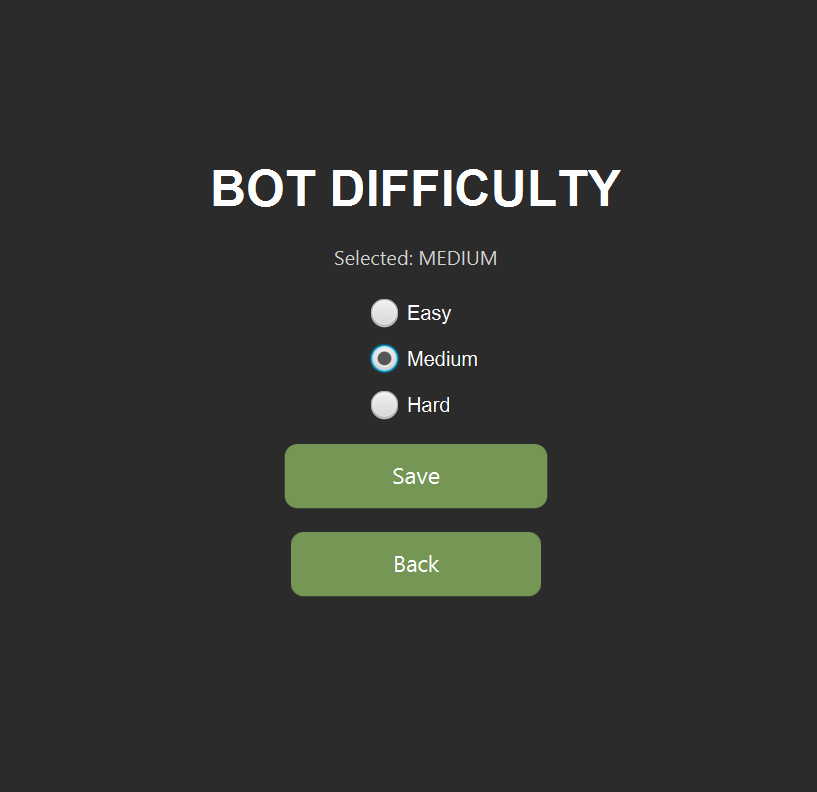 BOT DIFFICULTY
Selected: MEDIUM
Easy
Medium
Hard
Save
Back